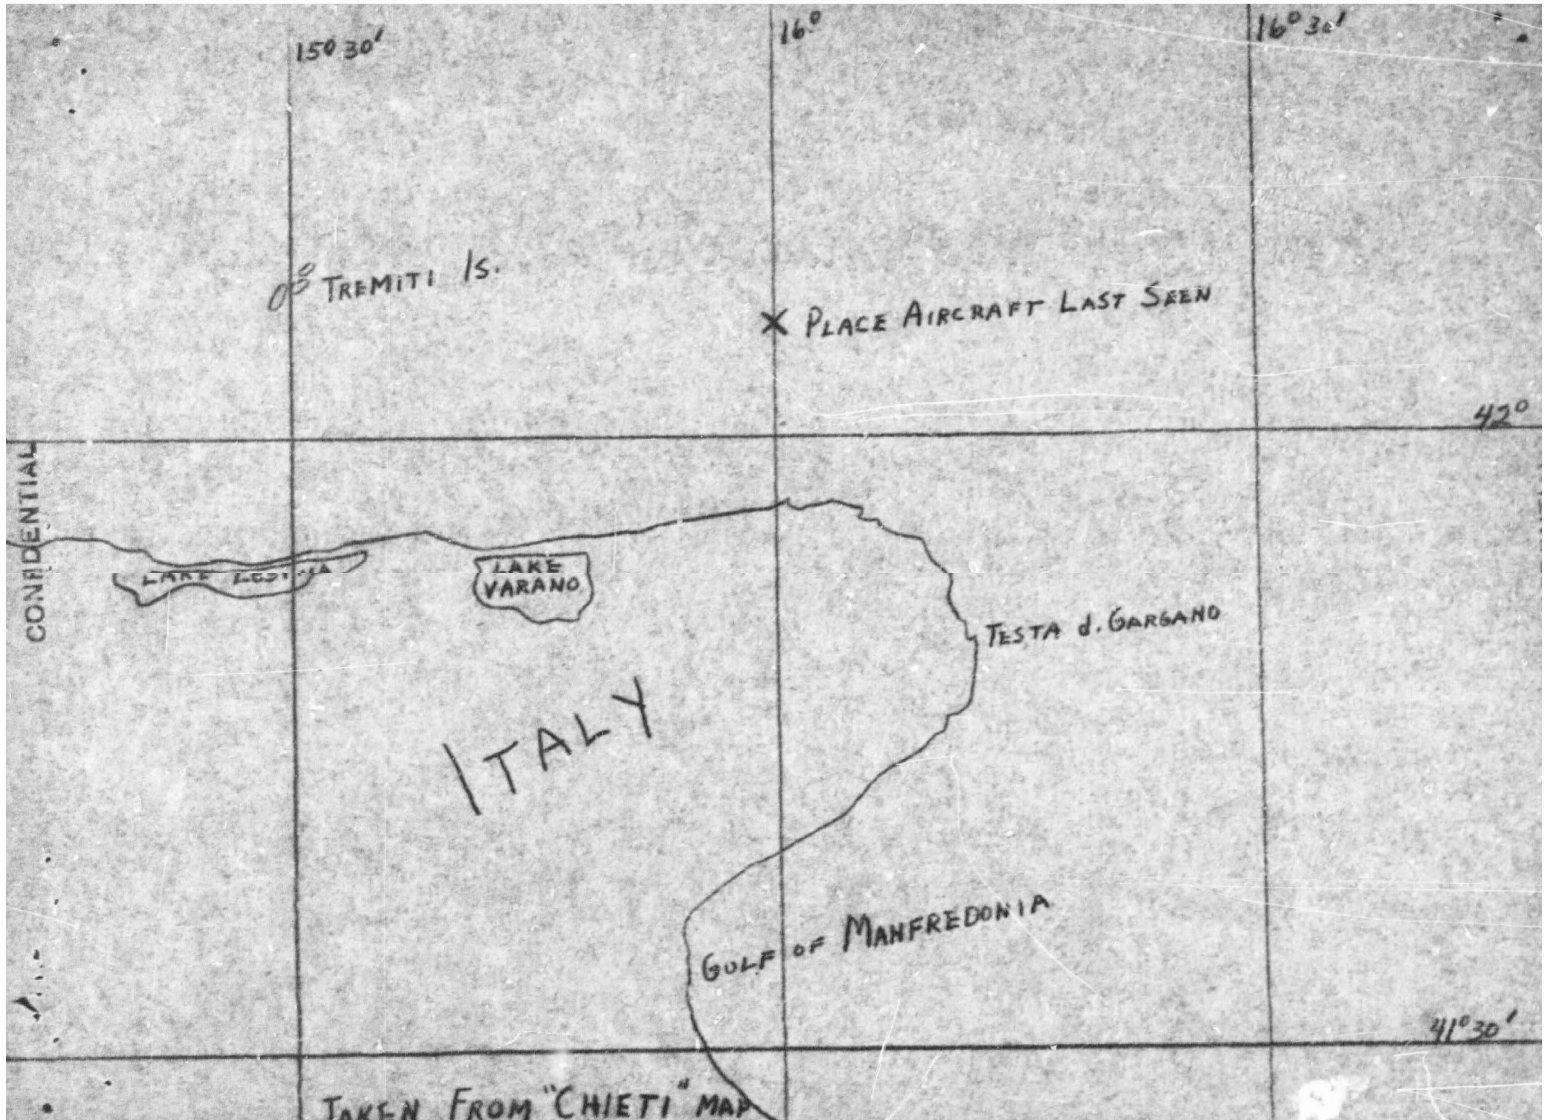 15° 30'
16°
16° 30'
TREMITI IS.
X PLACE AIRCRAFT LAST SEEN
42°
CONFIDENTIAL
LAKE
LAKE
VARANO
TESTA d. GARGANO
ITALY
GULF OF MANFREDONIA
41° 30'
TAKEN FROM "CHIETI" MAP